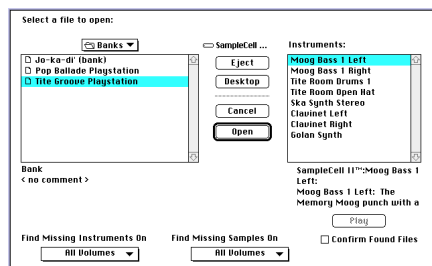 Select a file to open:
Banks
SampleCell ...
Instruments:
Jo-ka-di' (bank)
Pop Ballade Playstation
Tite Groove Playstation
Eject
Desktop
Cancel
Open
Moog Bass 1 Left
Moog Bass 1 Right
Tite Room Drums 1
Tite Room Open Hat
Ska Synth Stereo
Clavinet Left
Clavinet Right
Golan Synth
Bank
< no comment >
SampleCell II™:Moog Bass 1
Left:
Moog Bass 1 Left: The
Memory Moog punch with a
Play
Find Missing Instruments On
All Volumes
Find Missing Samples On
All Volumes
Confirm Found Files